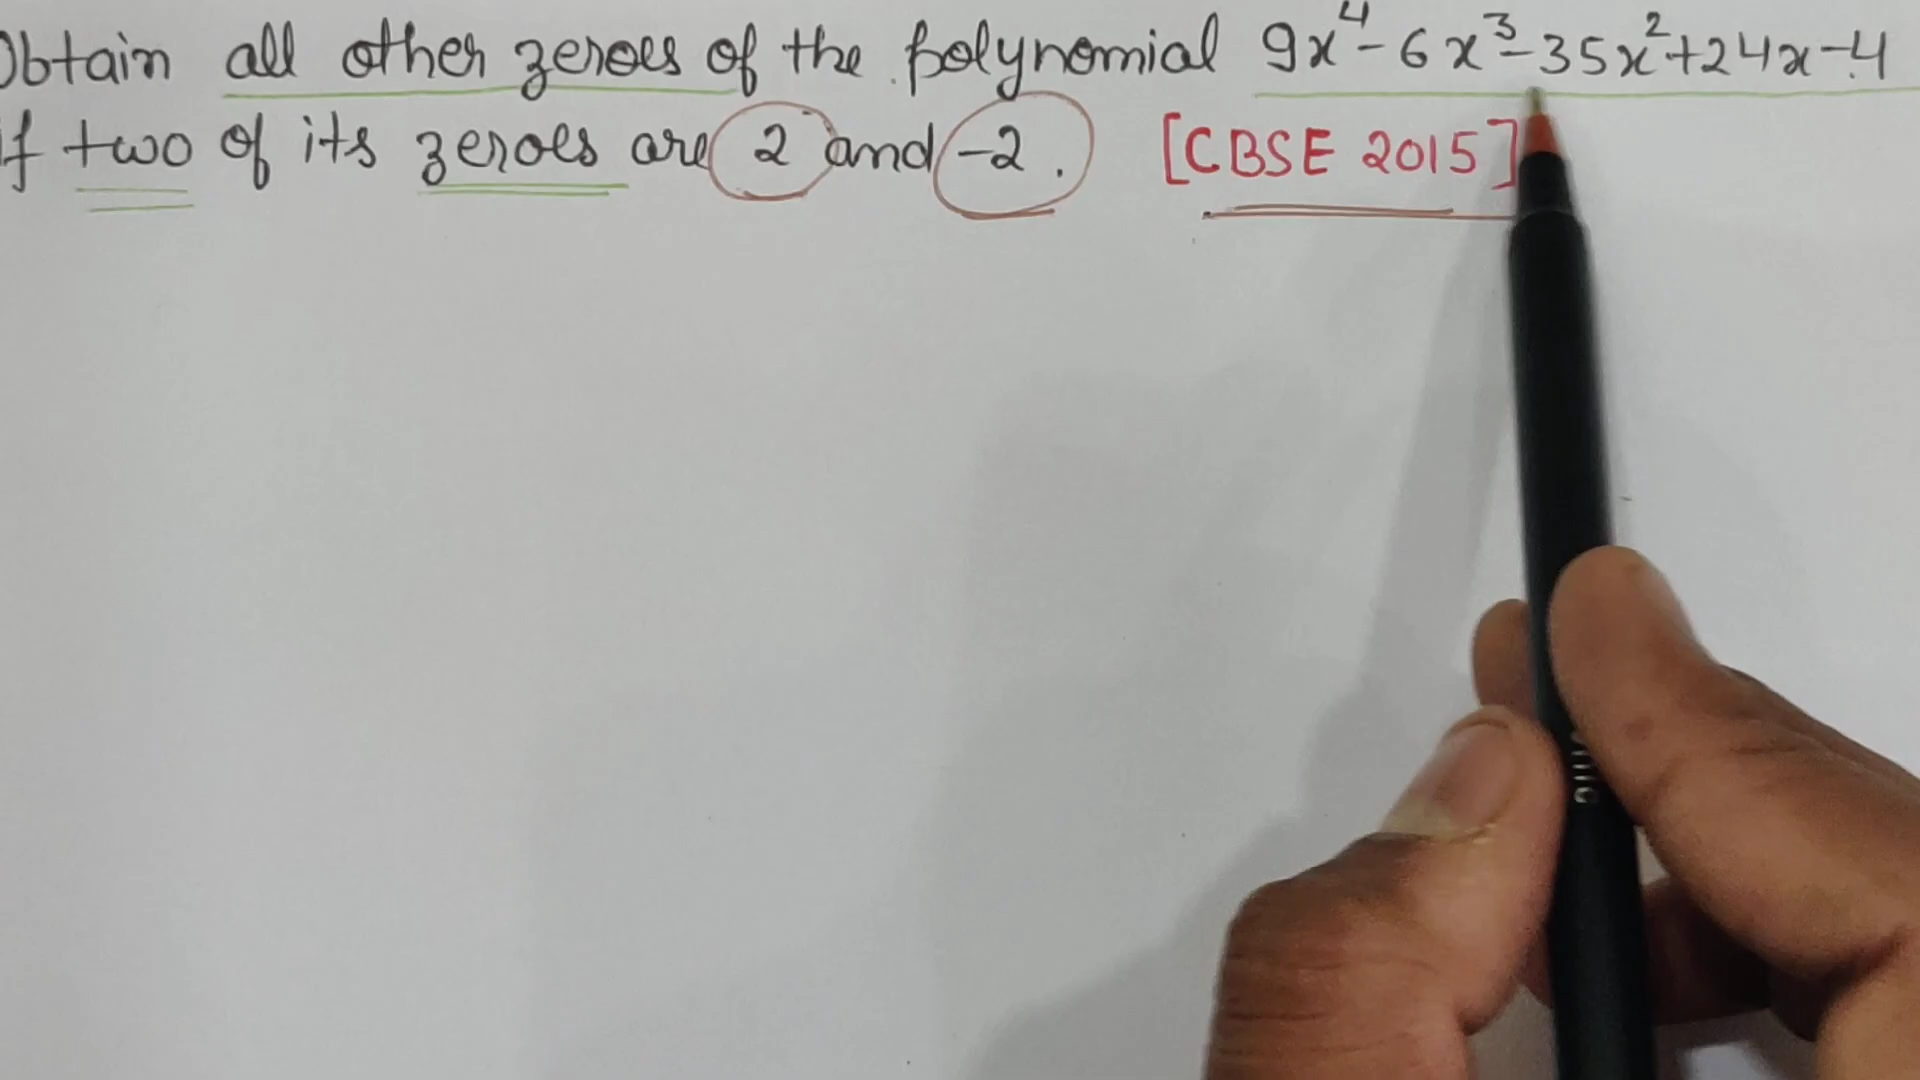 Obtain all other zeroes of the polynomial 9x⁴-6x³-35x²+24x-4
if two of its zeroes are 2 and -2. [CBSE 2015]